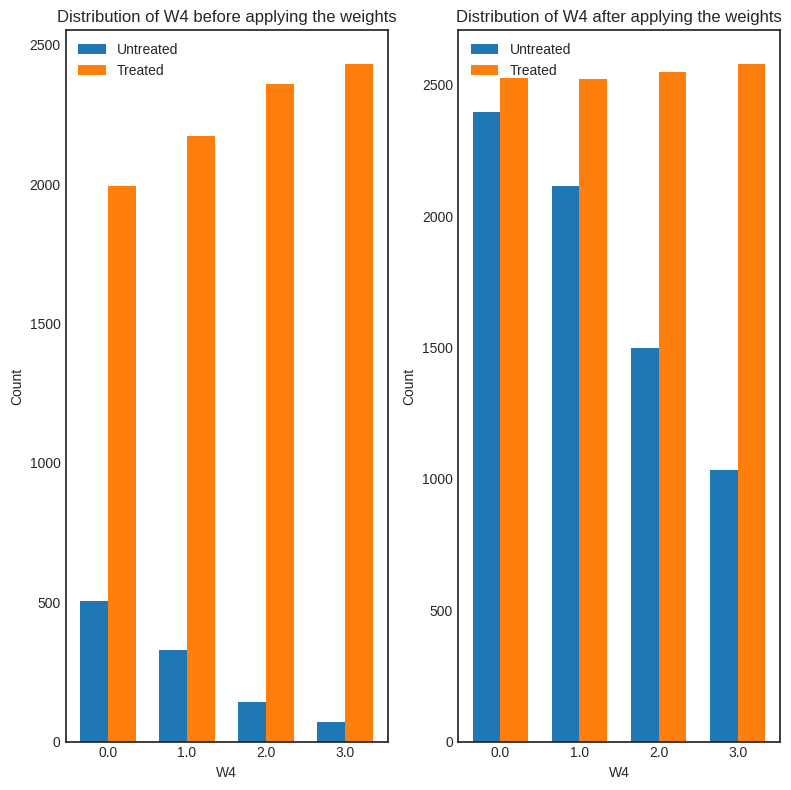 Distribution of W4 before applying the weights
Untreated
Treated
2500
2000
1500
1000
500
0
Count
0.0 1.0 2.0 3.0
W4
Distribution of W4 after applying the weights
Untreated
Treated
2500
2000
1500
1000
500
0
Count
0.0 1.0 2.0 3.0
W4